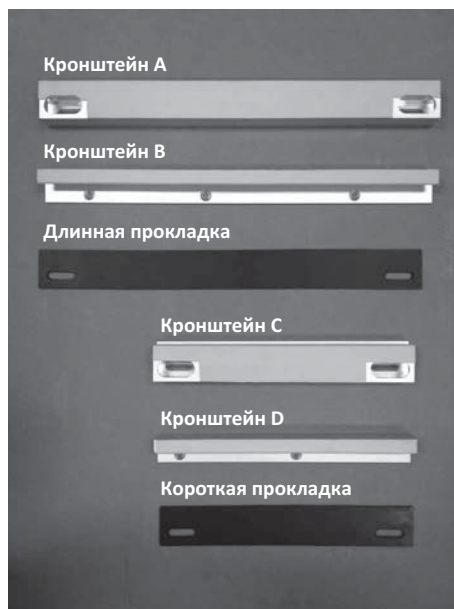 Кронштейн A
Кронштейн B
Длинная прокладка
Кронштейн C
Кронштейн D
Короткая прокладка